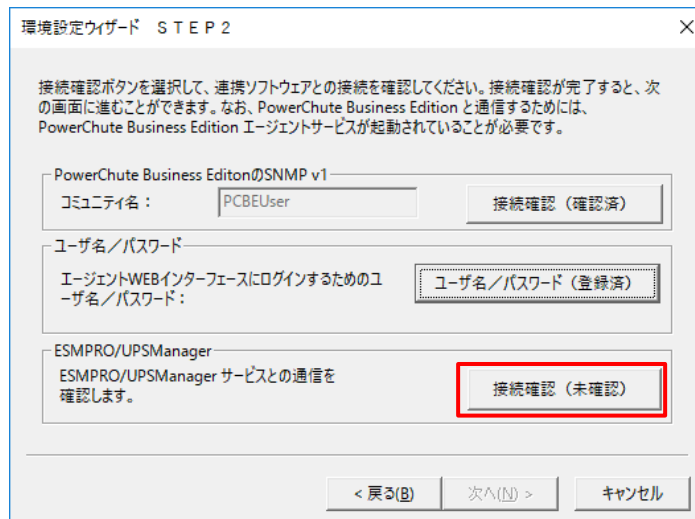 環境設定ウィザード　ＳＴＥＰ２
接続確認ボタンを選択して、連携ソフトウェアとの接続を確認してください。接続確認が完了すると、次
の画面に進むことができます。なお、PowerChute Business Edition と通信するためには、
PowerChute Business Edition エージェントサービスが起動されていることが必要です。
PowerChute Business EditonのSNMP v1
コミュニティ名： PCBEUser 接続確認（確認済）
ユーザ名／パスワード
エージェントWEBインターフェースにログインするためのユ
ーザ名／パスワード：
ユーザ名／パスワード（登録済）
ESMPRO/UPSManager
ESMPRO/UPSManager サービスとの通信を
確認します。
接続確認（未確認）
< 戻る(B) 次へ(N) > キャンセル